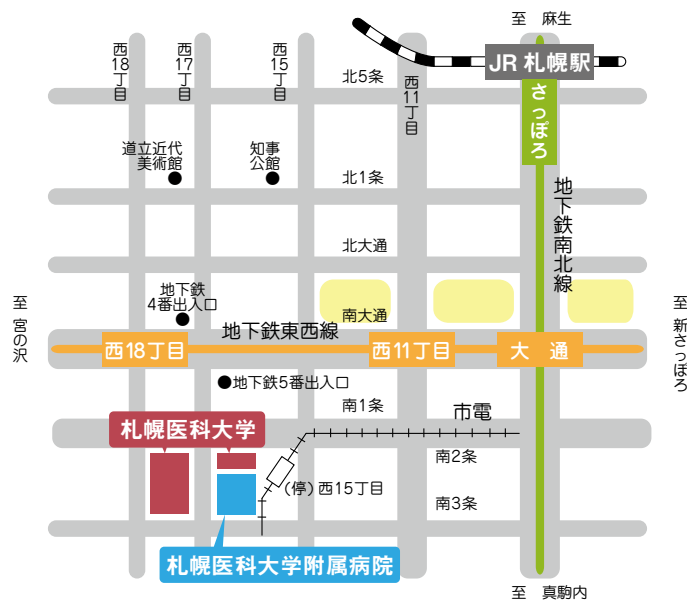 至　麻生
西18丁目
西17丁目
西15丁目
西11丁目
JR 札幌駅
北5条
さっぽろ
道立近代
美術館
知事
公館
北1条
地下鉄南北線
北大通
地下鉄
4番出入口
南大通
至 宮の沢
至 新さっぽろ
地下鉄東西線
西18丁目
西11丁目
大　通
地下鉄5番出入口
南1条
市電
札幌医科大学
南2条
(停) 西15丁目
南3条
札幌医科大学附属病院
至　真駒内